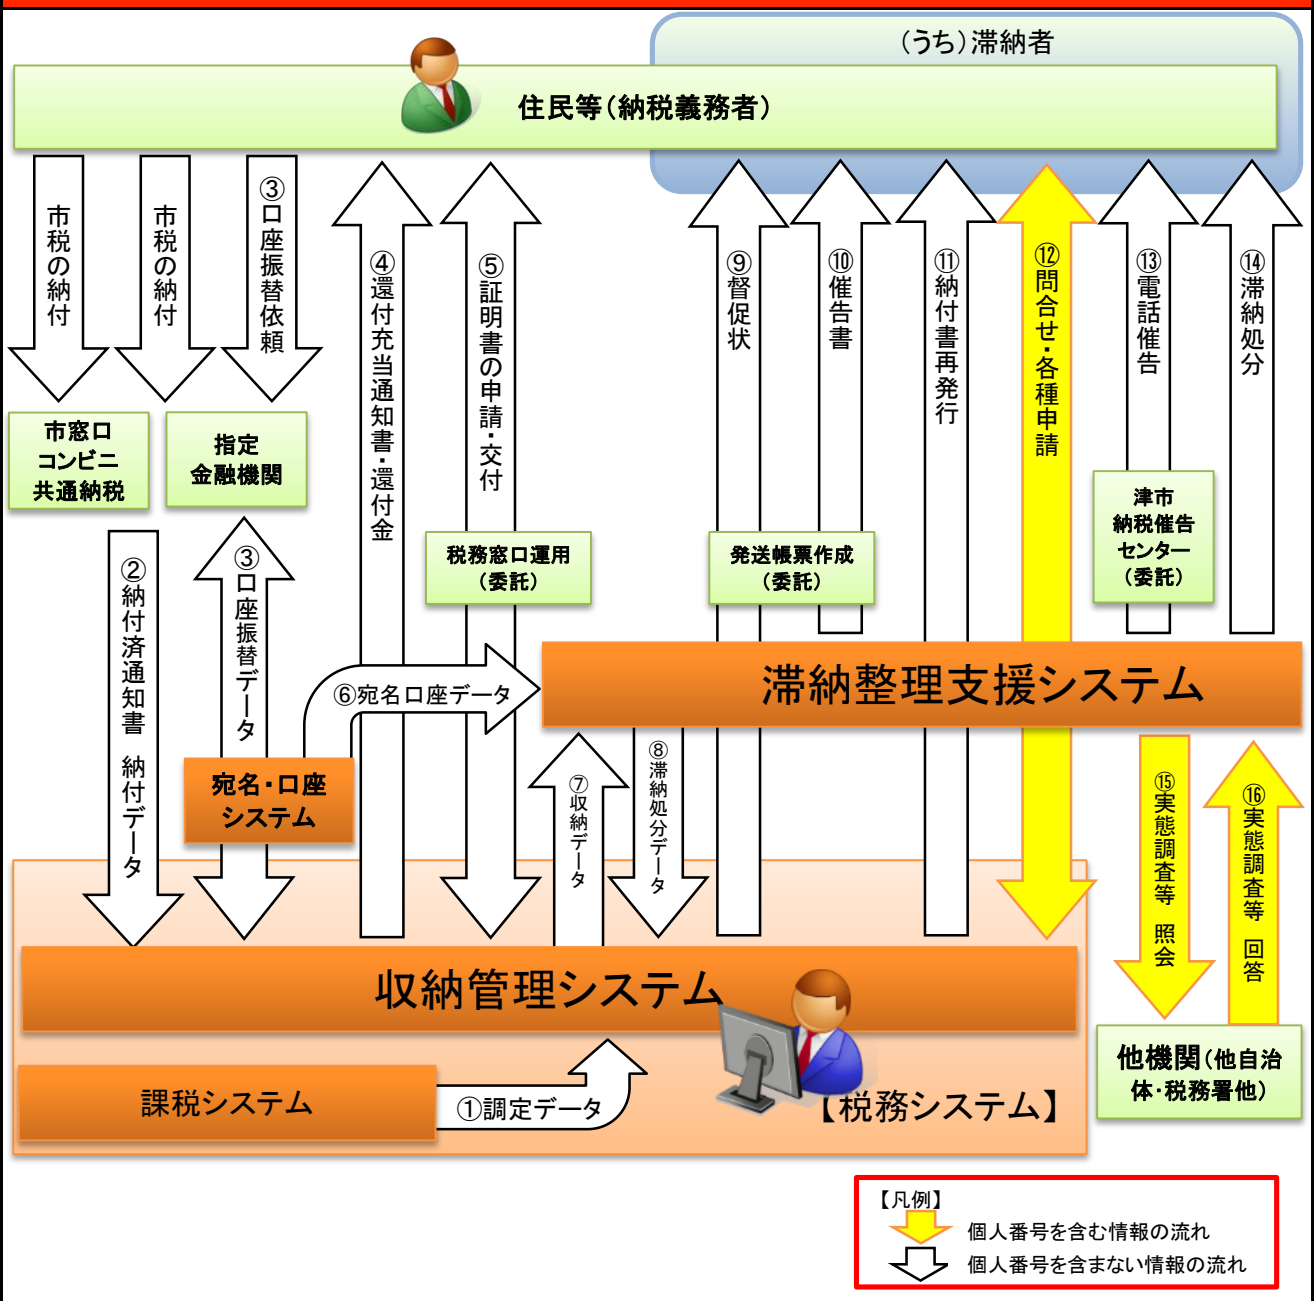 (うち)滞納者
住民等(納税義務者)
市税の納付
市税の納付
③口座振替依頼
④還付充当通知書・還付金
⑤証明書の申請・交付
⑨督促状
⑩催告書
⑪納付書再発行
⑫問合せ・各種申請
⑬電話催告
⑭滞納処分
市窓口
コンビニ
共通納税
指定
金融機関
②納付済通知書 納付データ
③口座振替データ
税務窓口運用
(委託)
発送帳票作成
(委託)
津市
納税催告
センター
(委託)
⑥宛名口座データ
滞納整理支援システム
宛名・口座
システム
⑦収納データ
⑧滞納処分データ
⑮実態調査等 照会
⑯実態調査等 回答
収納管理システム
課税システム
①調定データ
【税務システム】
他機関(他自治
体・税務署他)
【凡例】
個人番号を含む情報の流れ
個人番号を含まない情報の流れ